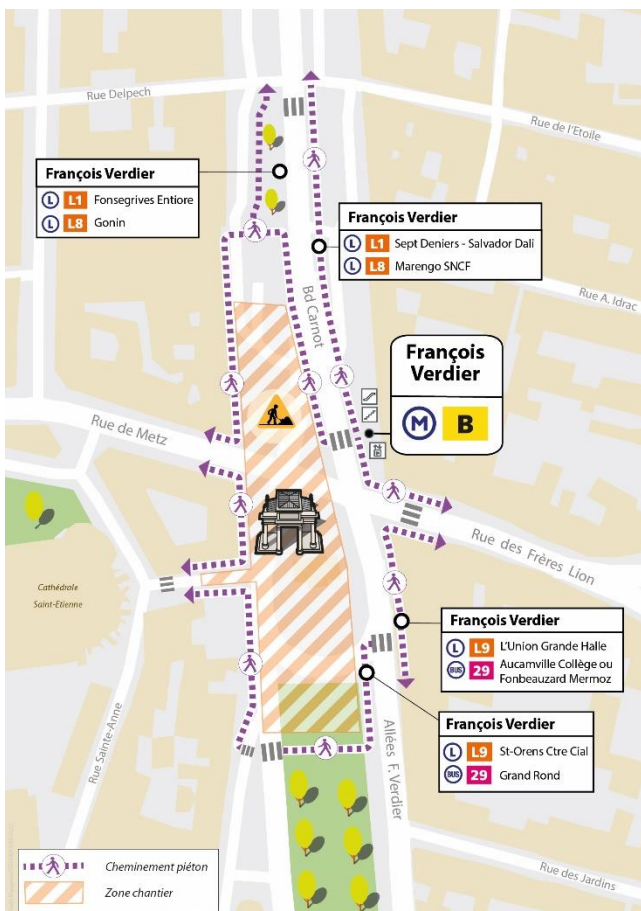 Rue Delpech
Rue de l'Etoile
François Verdier
L L1 Fonsegrives Entiore
L L8 Gonin
François Verdier
L L1 Sept Deniers - Salvador Dali
L L8 Marengo SNCF
Rue A. Idrac
Bd Carnot
François
Verdier
M B
Rue de Metz
Rue des Frères Lion
Cathédrale
Saint-Etienne
François Verdier
L L9 L'Union Grande Halle
BUS 29 Aucamville Collège ou
Fonbeauzard Mermoz
François Verdier
L L9 St-Orens Ctre Cial
BUS 29 Grand Rond
Rue Sainte-Anne
Allées F. Verdier
Rue des Jardins
Cheminement piéton
Zone chantier